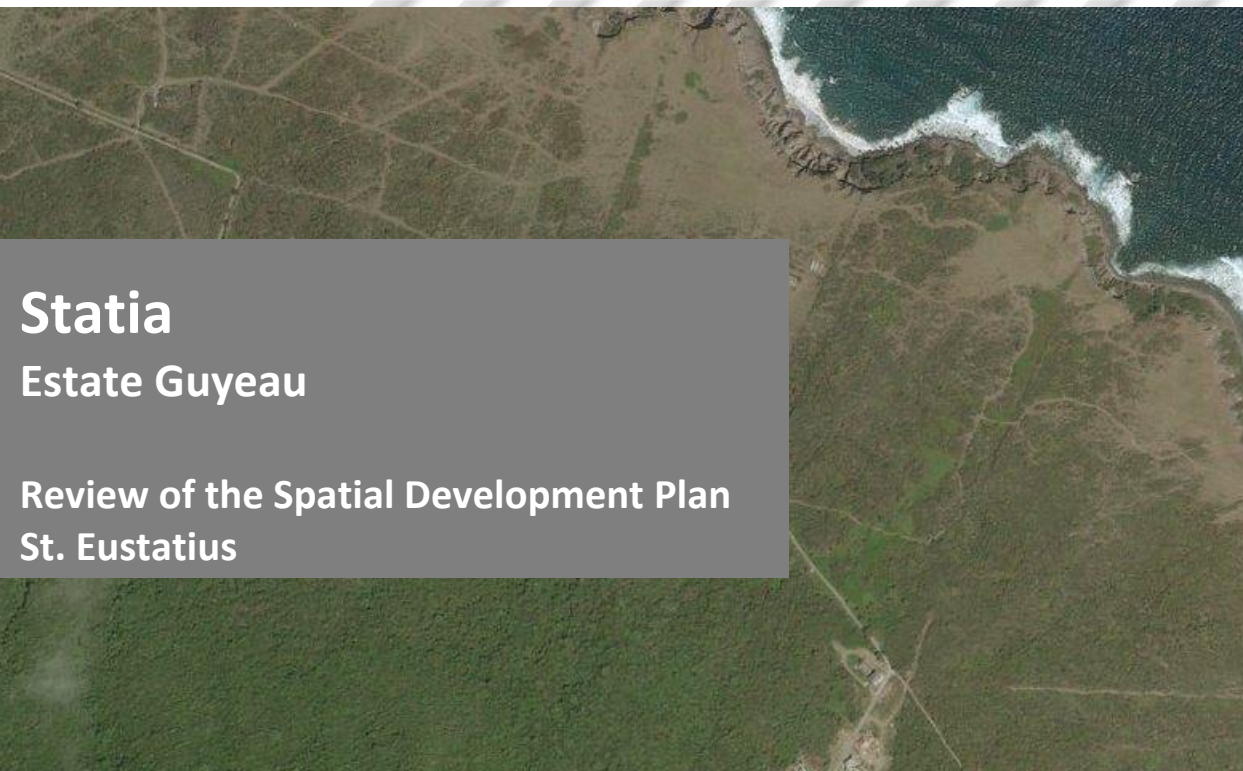 Statia
Estate Guyeau
Review of the Spatial Development Plan
St. Eustatius